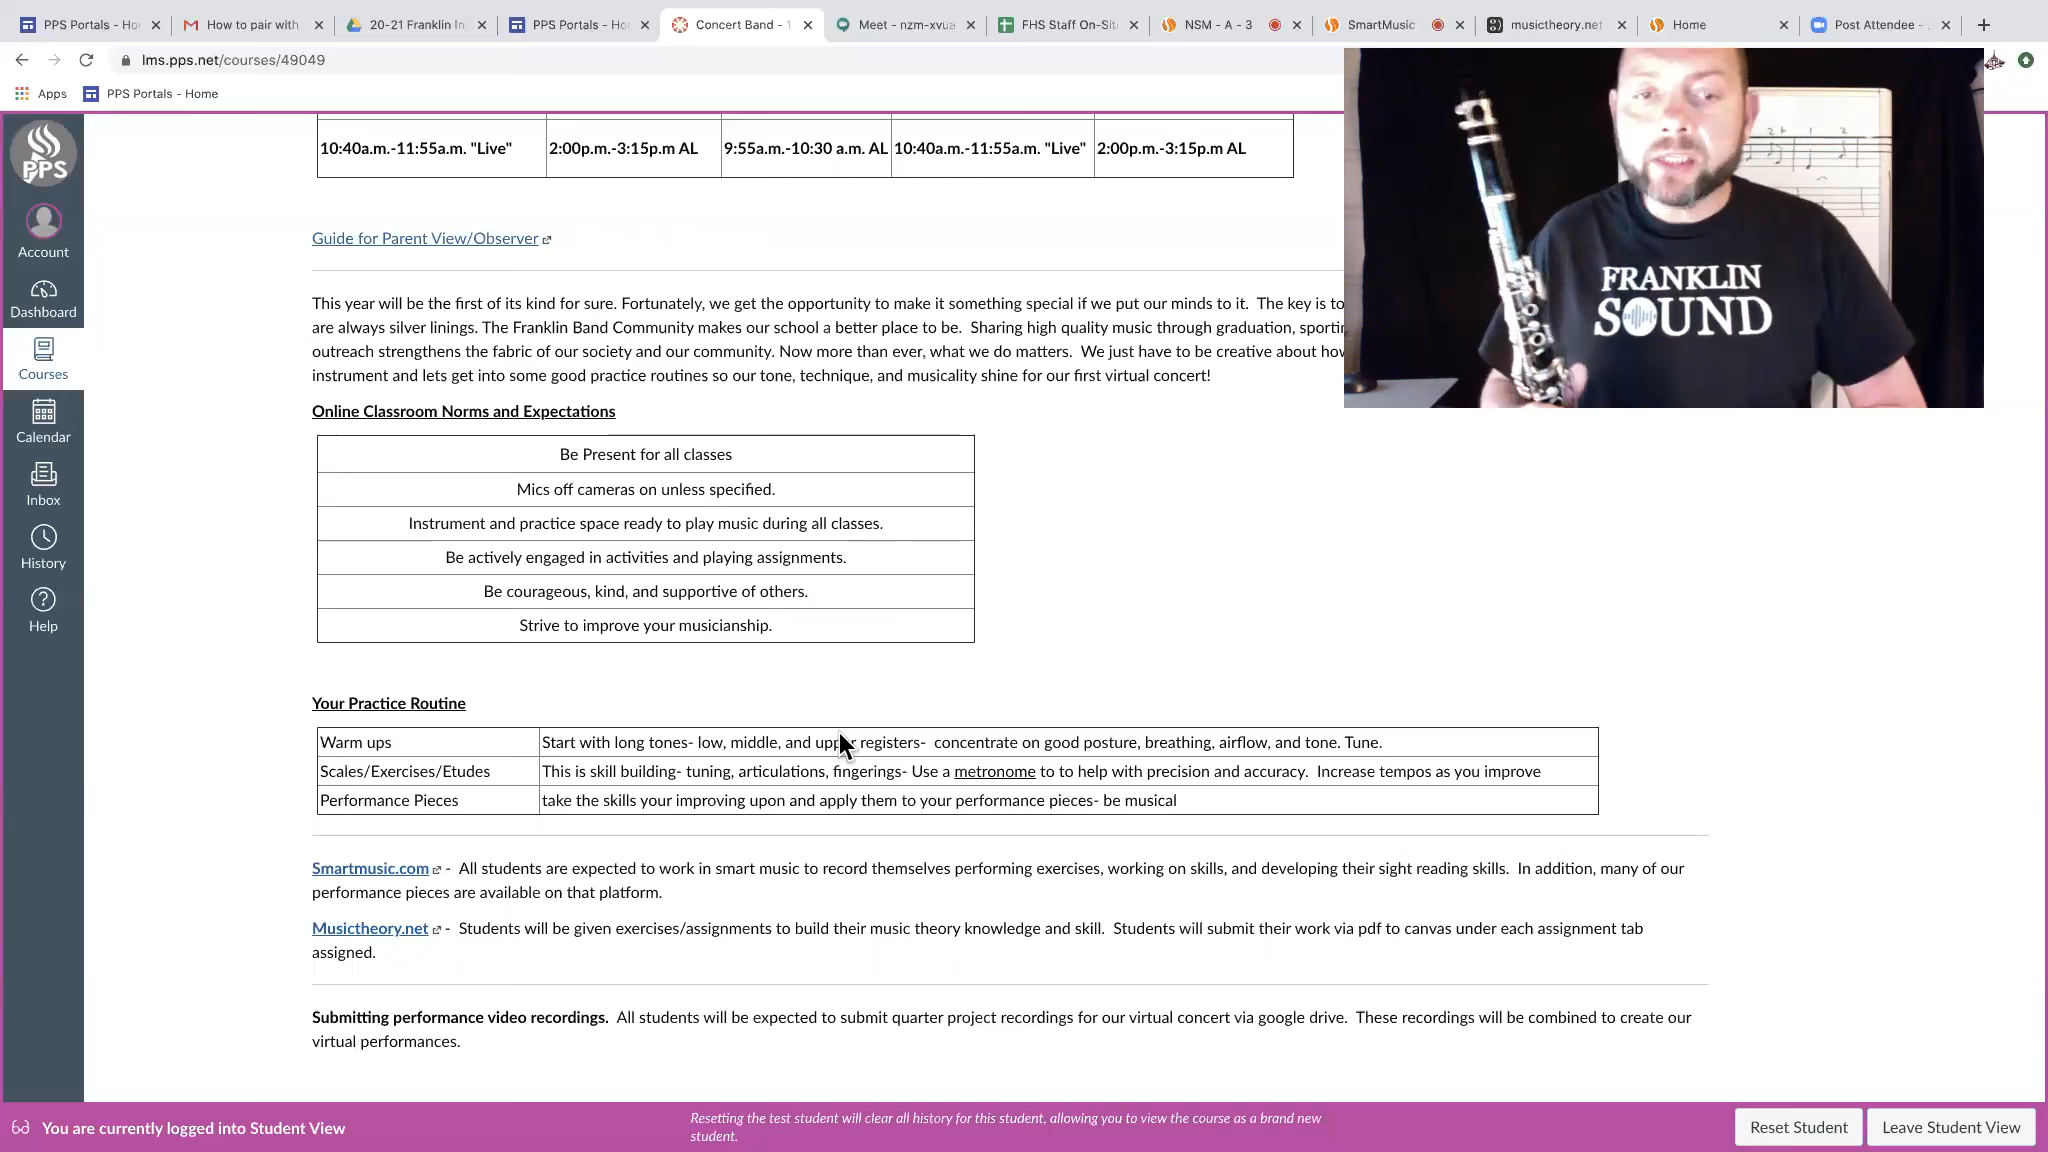 PPS Portals - Ho
How to pair with
20-21 Franklin In
PPS Portals - Ho
Concert Band - 1
Meet - nzm-xvua
FHS Staff On-Sit
NSM - A - 3
SmartMusic
musictheory.net
Home
Post Attendee -
lms.pps.net/courses/49049
Apps
PPS Portals - Home
PPS
Account
Dashboard
Courses
Calendar
Inbox
History
Help
10:40a.m.-11:55a.m. "Live" 2:00p.m.-3:15p.m AL 9:55a.m.-10:30 a.m. AL 10:40a.m.-11:55a.m. "Live" 2:00p.m.-3:15p.m AL
Guide for Parent View/Observer
This year will be the first of its kind for sure. Fortunately, we get the opportunity to make it something special if we put our minds to it. The key is to
are always silver linings. The Franklin Band Community makes our school a better place to be. Sharing high quality music through graduation, sportin
outreach strengthens the fabric of our society and our community. Now more than ever, what we do matters. We just have to be creative about how
instrument and lets get into some good practice routines so our tone, technique, and musicality shine for our first virtual concert!
FRANKLIN
SOUND
Online Classroom Norms and Expectations
Be Present for all classes
Mics off cameras on unless specified.
Instrument and practice space ready to play music during all classes.
Be actively engaged in activities and playing assignments.
Be courageous, kind, and supportive of others.
Strive to improve your musicianship.
Your Practice Routine
Warm ups Start with long tones- low, middle, and upper registers- concentrate on good posture, breathing, airflow, and tone. Tune.
Scales/Exercises/Etudes This is skill building- tuning, articulations, fingerings- Use a metronome to to help with precision and accuracy. Increase tempos as you improve
Performance Pieces take the skills your improving upon and apply them to your performance pieces- be musical
Smartmusic.com - All students are expected to work in smart music to record themselves performing exercises, working on skills, and developing their sight reading skills. In addition, many of our
performance pieces are available on that platform.
Musictheory.net - Students will be given exercises/assignments to build their music theory knowledge and skill. Students will submit their work via pdf to canvas under each assignment tab
assigned.
Submitting performance video recordings. All students will be expected to submit quarter project recordings for our virtual concert via google drive. These recordings will be combined to create our
virtual performances.
You are currently logged into Student View
Resetting the test student will clear all history for this student, allowing you to view the course as a brand new
student.
Reset Student
Leave Student View